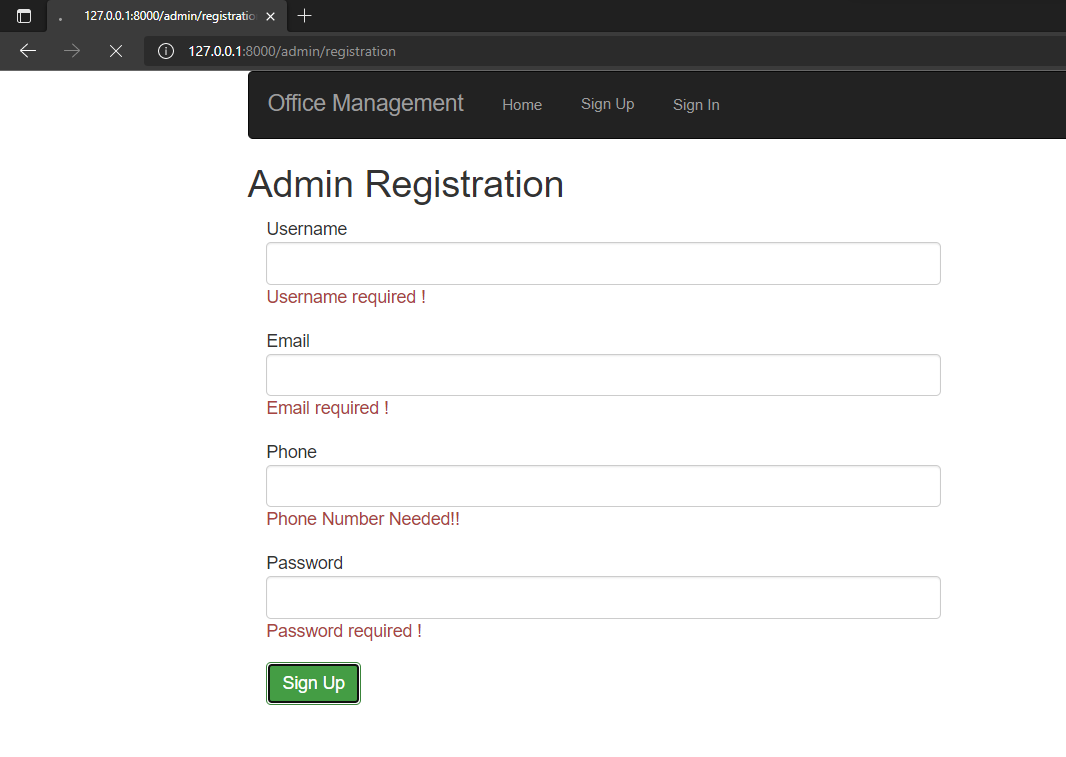 127.0.0.1:8000/admin/registratio
127.0.0.1:8000/admin/registration
Office Management Home Sign Up Sign In
Admin Registration
Username
Username required !
Email
Email required !
Phone
Phone Number Needed!!
Password
Password required !
Sign Up